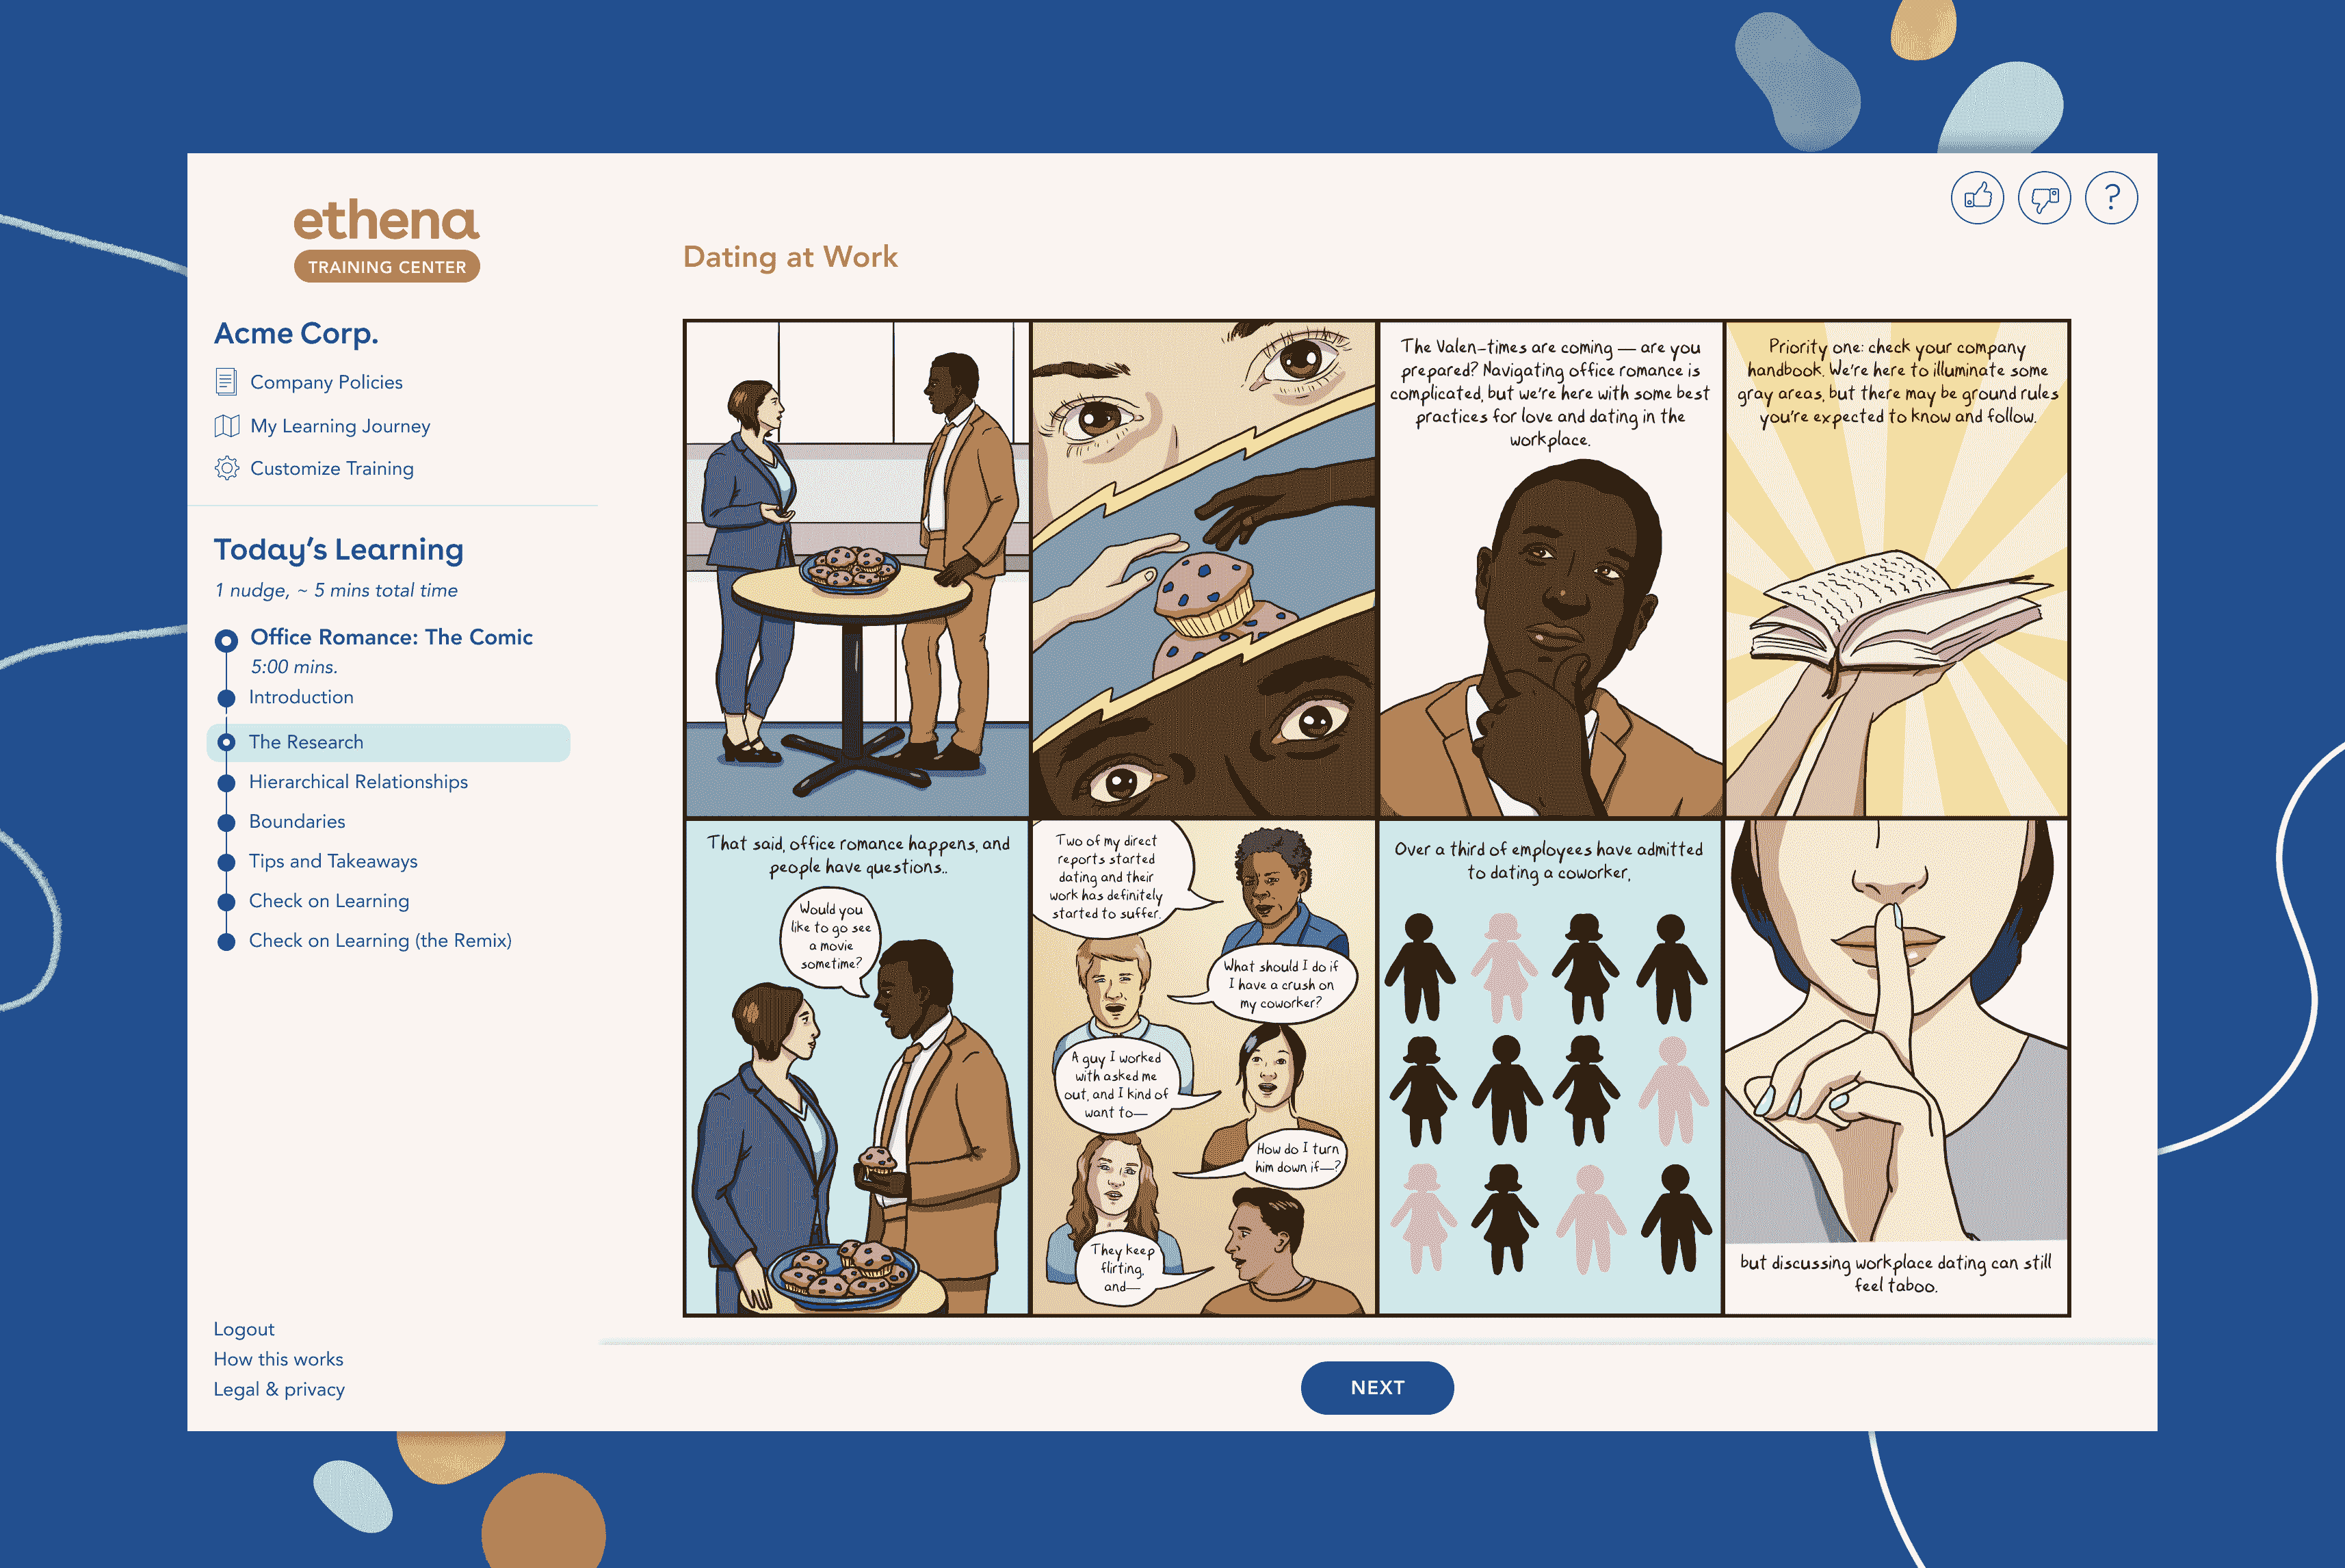 ethena
TRAINING CENTER
Acme Corp.
Company Policies
My Learning Journey
Customize Training
Today's Learning
1 nudge, ~ 5 mins total time
Office Romance: The Comic
5:00 mins.
Introduction
The Research
Hierarchical Relationships
Boundaries
Tips and Takeaways
Check on Learning
Check on Learning (the Remix)
Logout
How this works
Legal & privacy
?
Dating at Work
The Valen-times are coming — are you
prepared? Navigating office romance is
complicated, but we're here with some best
practices for love and dating in the
workplace.
Priority one: check your company
handbook. We're here to illuminate some
gray areas, but there may be ground rules
you're expected to know and follow.
That said, office romance happens, and
people have questions..
Would you
like to go see
a movie
sometime?
Two of my direct
reports started
dating and their
work has definitely
started to suffer.
What should I do if
I have a crush on
my coworker?
A guy I worked
with asked me
out, and I kind of
want to—
How do I turn
him down if—?
They keep
flirting,
and—
Over a third of employees have admitted
to dating a coworker,
but discussing workplace dating can still
feel taboo.
NEXT